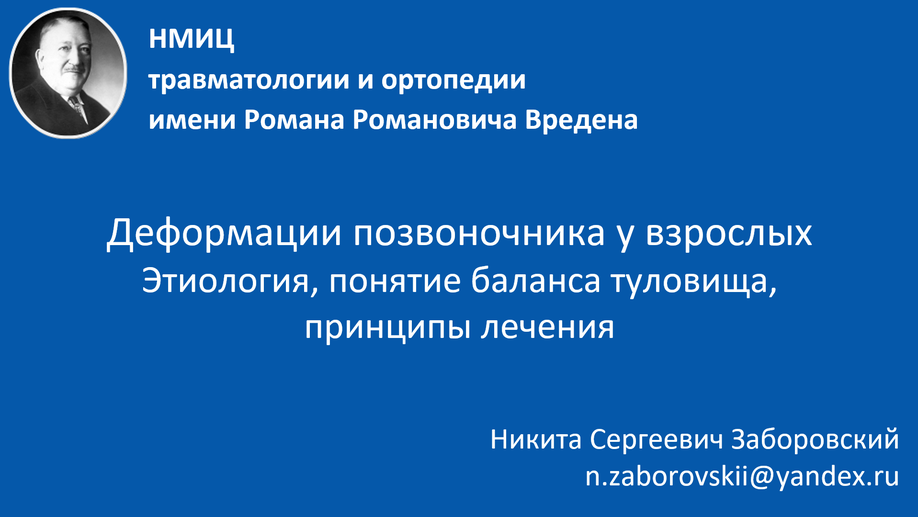 НМИЦ
травматологии и ортопедии
имени Романа Романовича Вредена
Деформации позвоночника у взрослых
Этиология, понятие баланса туловища,
принципы лечения
Никита Сергеевич Заборовский
n.zaborovskii@yandex.ru